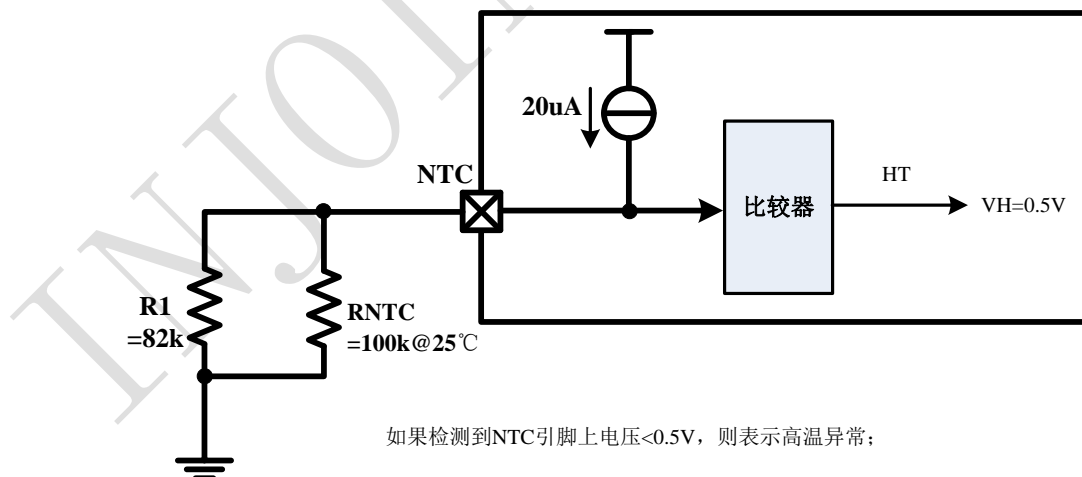 20uA
NTC
HT
比较器
VH=0.5V
R1
=82k
RNTC
=100k@25℃
如果检测到NTC引脚上电压<0.5V，则表示高温异常；